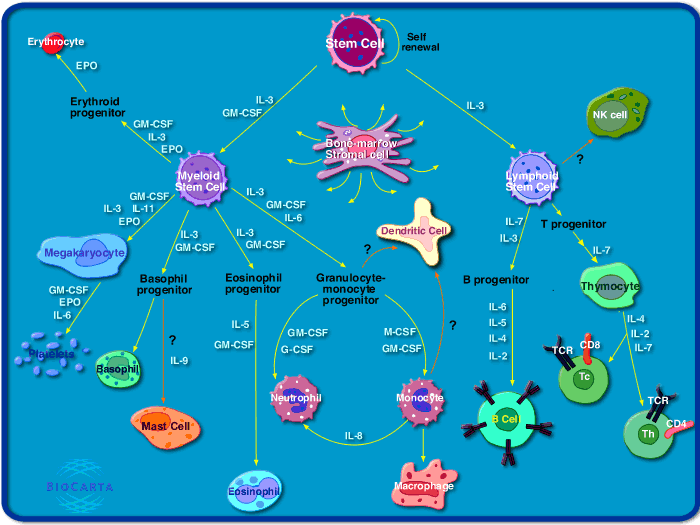 Stem Cell
Self
renewal
Erythrocyte
EPO
Erythroid
progenitor
IL-3
GM-CSF
IL-3
NK cell
GM-CSF
IL-3
EPO
Bone-marrow
Stromal cell
?
Myeloid
Stem Cell
Lymphoid
Stem Cell
GM-CSF
IL-3 IL-11
EPO
IL-3
GM-CSF
IL-6
IL-7
IL-3
T progenitor
Dendritic Cell
IL-3
GM-CSF
IL-3
GM-CSF
?
IL-7
Megakaryocyte
Basophil
progenitor
Eosinophil
progenitor
Granulocyte-
monocyte
progenitor
B progenitor
Thymocyte
GM-CSF
EPO
IL-6
IL-6
IL-5
IL-4
IL-2
IL-4
IL-2
IL-7
IL-5
GM-CSF
GM-CSF
G-CSF
M-CSF
GM-CSF
?
?
IL-9
Platelets
Basophil
TCR
CD8
Tc
Neutrophil
Monocyte
TCR
CD4
Th
B Cel
Mast Cell
IL-8
Eosinophil
Macrophage
BIOCARTA